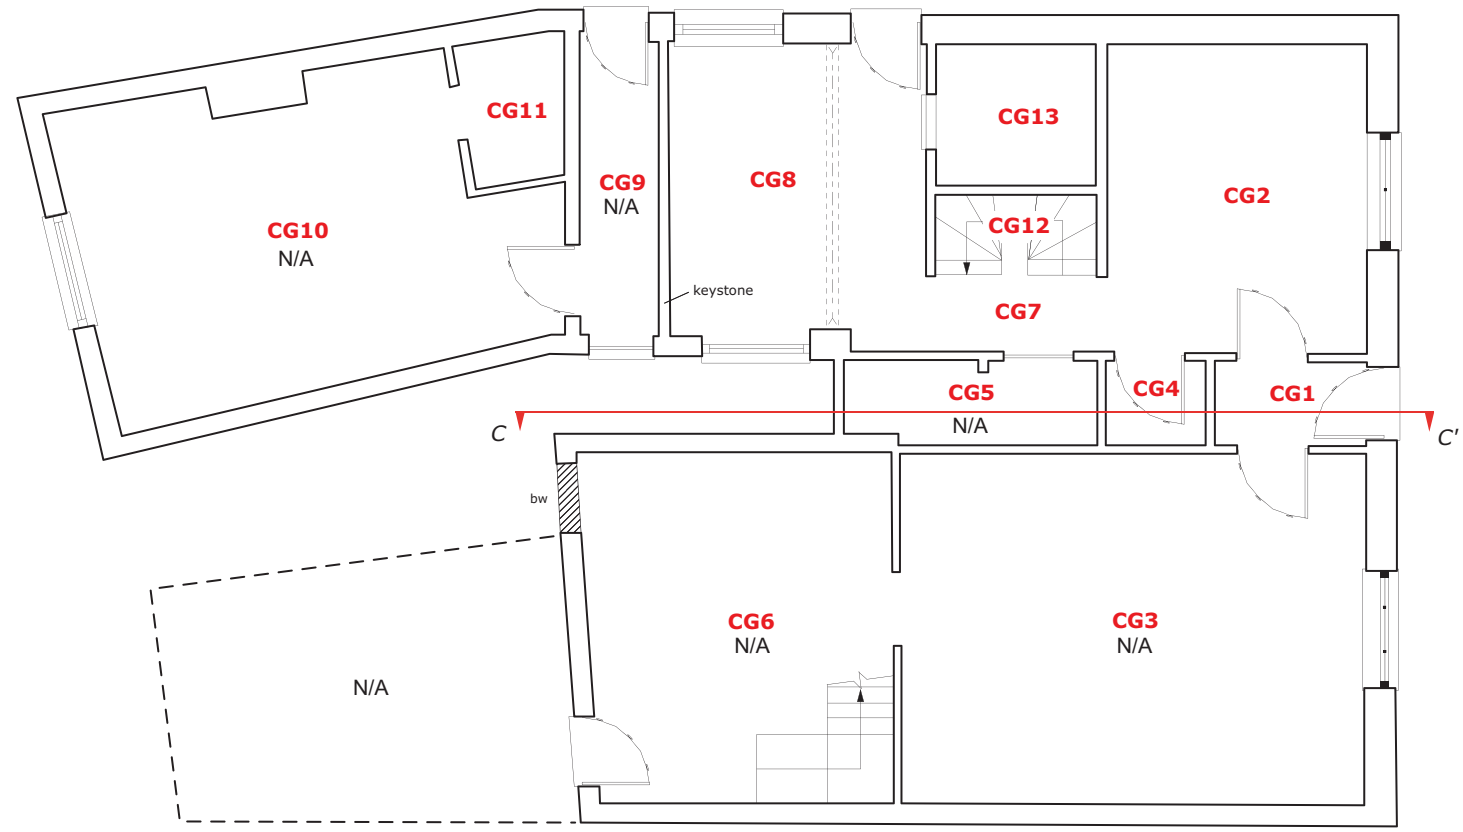 CG11
CG13
CG9
N/A
CG8
CG2
CG10
N/A
CG12
keystone
CG7
CG5
N/A
CG4
CG1
C
C'
bw
CG6
N/A
CG3
N/A
N/A